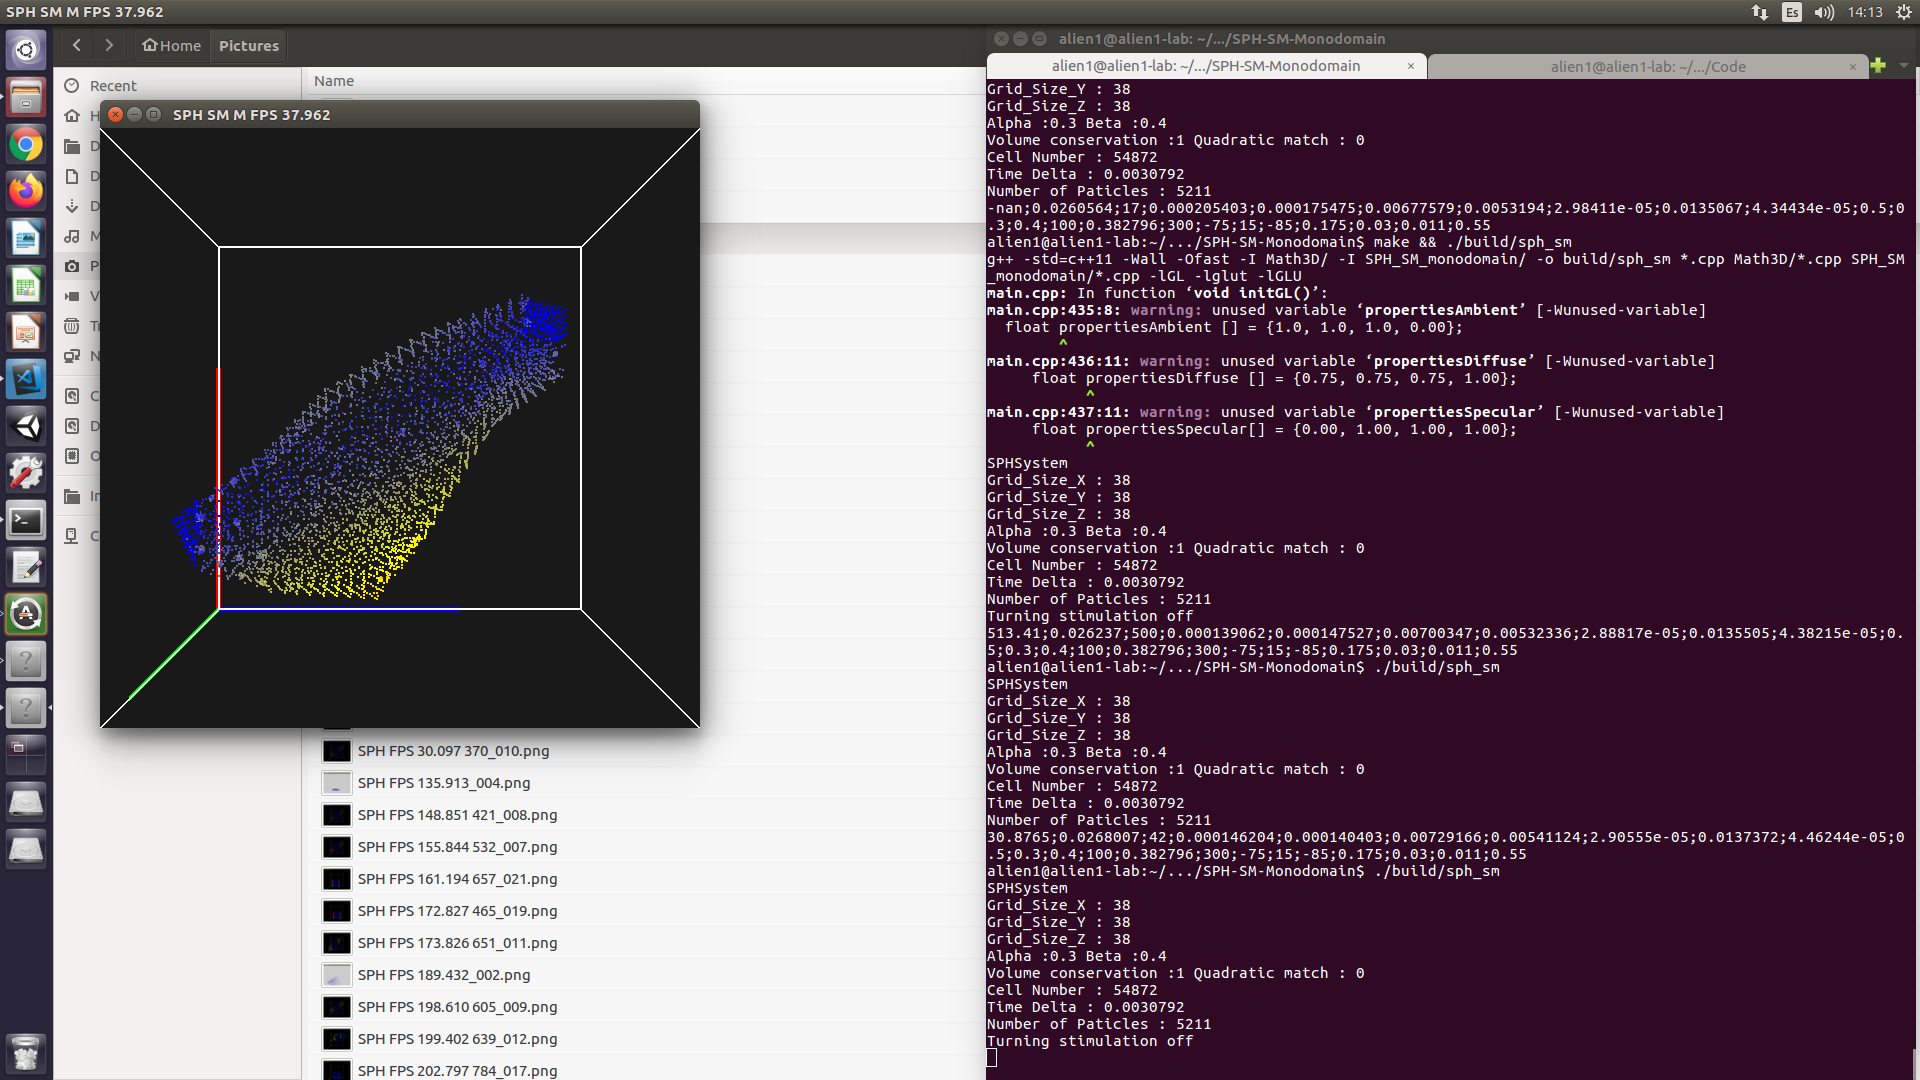 SPH SM M FPS 37.962
Es
14:13
Home
Pictures
Recent
Name
H
D
D
D
M
P
V
Tr
N
C
D
O
In
C
SPH SM M FPS 37.962
SPH FPS 30.097 370_010.png
SPH FPS 135.913_004.png
SPH FPS 148.851 421_008.png
SPH FPS 155.844 532_007.png
SPH FPS 161.194 657_021.png
SPH FPS 172.827 465_019.png
SPH FPS 173.826 651_011.png
SPH FPS 189.432_002.png
SPH FPS 198.610 605_009.png
SPH FPS 199.402 639_012.png
SPH FPS 202.797 784_017.png
alien1@alien1-lab: ~/.../SPH-SM-Monodomain
alien1@alien1-lab: ~/.../SPH-SM-Monodomain
alien1@alien1-lab: ~/.../Code
Grid_Size_Y : 38
Grid_Size_Z : 38
Alpha :0.3 Beta :0.4
Volume conservation :1 Quadratic match : 0
Cell Number : 54872
Time Delta : 0.0030792
Number of Paticles : 5211
-nan;0.0260564;17;0.000205403;0.000175475;0.00677579;0.0053194;2.98411e-05;0.0135067;4.34434e-05;0.5;0
.3;0.4;100;0.382796;300;-75;15;-85;0.175;0.03;0.011;0.55
alien1@alien1-lab:~/.../SPH-SM-Monodomain$ make && ./build/sph_sm
g++ -std=c++11 -Wall -Ofast -I Math3D/ -I SPH_SM_monodomain/ -o build/sph_sm *.cpp Math3D/*.cpp SPH_SM
_monodomain/*.cpp -lGL -lglut -lGLU
main.cpp: In function ‘void initGL()’:
main.cpp:435:8: warning: unused variable ‘propertiesAmbient’ [-Wunused-variable]
float propertiesAmbient [] = {1.0, 1.0, 1.0, 0.00};
^
main.cpp:436:11: warning: unused variable ‘propertiesDiffuse’ [-Wunused-variable]
float propertiesDiffuse [] = {0.75, 0.75, 0.75, 1.00};
^
main.cpp:437:11: warning: unused variable ‘propertiesSpecular’ [-Wunused-variable]
float propertiesSpecular[] = {0.00, 1.00, 1.00, 1.00};
^
SPHSystem
Grid_Size_X : 38
Grid_Size_Y : 38
Grid_Size_Z : 38
Alpha :0.3 Beta :0.4
Volume conservation :1 Quadratic match : 0
Cell Number : 54872
Time Delta : 0.0030792
Number of Paticles : 5211
Turning stimulation off
513.41;0.026237;500;0.000139062;0.000147527;0.00700347;0.00532336;2.88817e-05;0.0135505;4.38215e-05;0.
5;0.3;0.4;100;0.382796;300;-75;15;-85;0.175;0.03;0.011;0.55
alien1@alien1-lab:~/.../SPH-SM-Monodomain$ ./build/sph_sm
SPHSystem
Grid_Size_X : 38
Grid_Size_Y : 38
Grid_Size_Z : 38
Alpha :0.3 Beta :0.4
Volume conservation :1 Quadratic match : 0
Cell Number : 54872
Time Delta : 0.0030792
Number of Paticles : 5211
30.8765;0.0268007;42;0.000146204;0.000140403;0.00729166;0.00541124;2.90555e-05;0.0137372;4.46244e-05;0
.5;0.3;0.4;100;0.382796;300;-75;15;-85;0.175;0.03;0.011;0.55
alien1@alien1-lab:~/.../SPH-SM-Monodomain$ ./build/sph_sm
SPHSystem
Grid_Size_X : 38
Grid_Size_Y : 38
Grid_Size_Z : 38
Alpha :0.3 Beta :0.4
Volume conservation :1 Quadratic match : 0
Cell Number : 54872
Time Delta : 0.0030792
Number of Paticles : 5211
Turning stimulation off